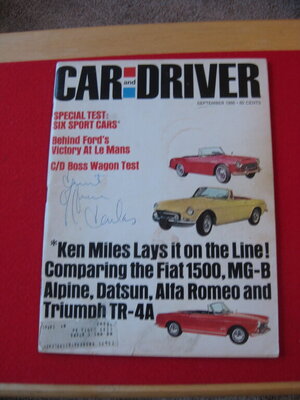 CAR and DRIVER
SEPTEMBER 1966 · 60 CENTS
SPECIAL TEST:
SIX SPORT CARS*
Behind Ford's
Victory At Le Mans
C/D Boss Wagon Test
*Ken Miles Lays it on the Line!
Comparing the Fiat 1500, MG-B
Alpine, Datsun, Alfa Romeo and
Triumph TR-4A